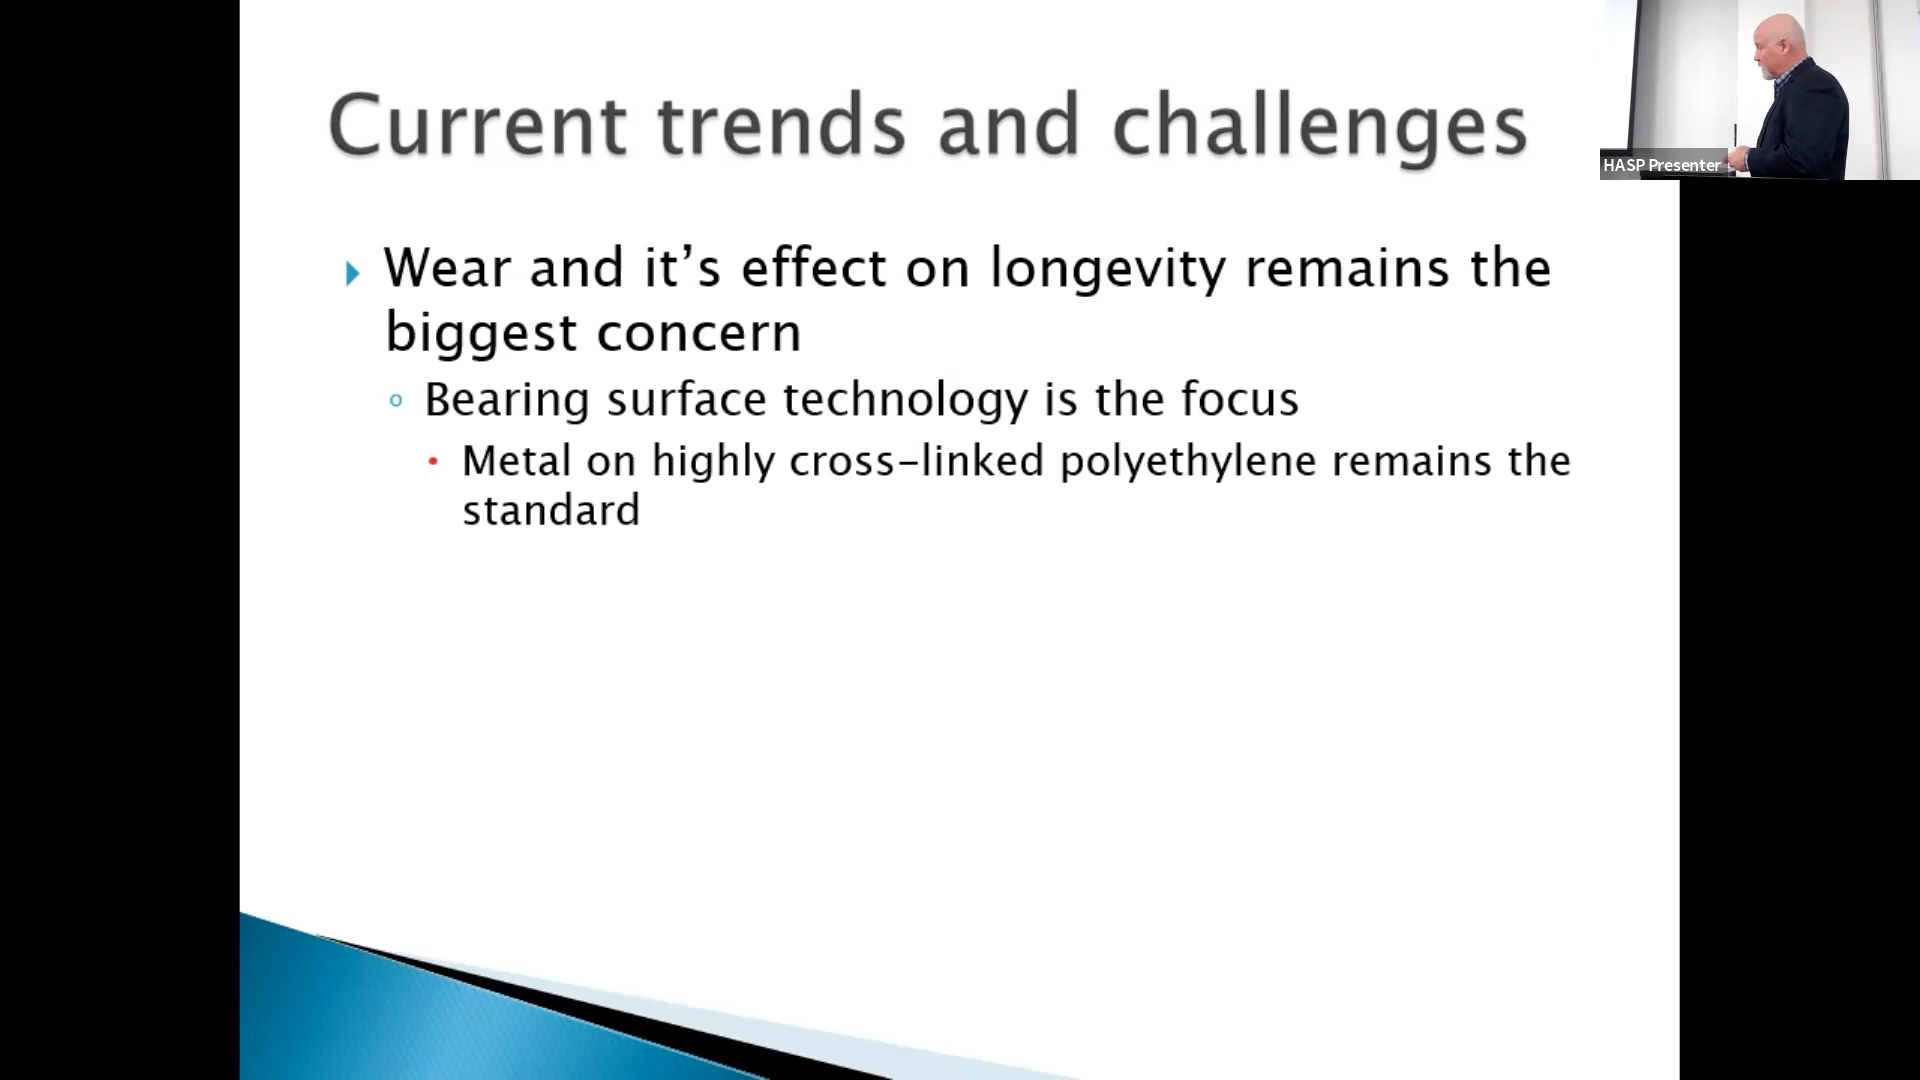 Current trends and challenges
HASP Presenter
Wear and it’s effect on longevity remains the
biggest concern
Bearing surface technology is the focus
Metal on highly cross-linked polyethylene remains the
standard